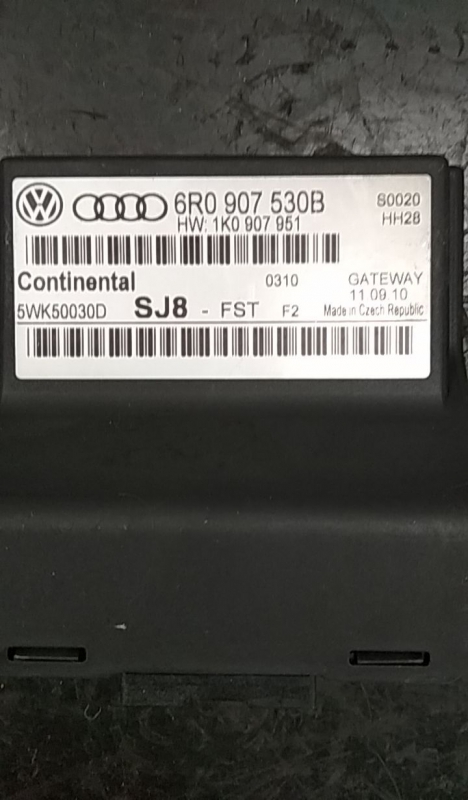 6R0 907 530B S0020
HW: 1K0 907 951 HH28
Continental 0310 GATEWAY
11 09.10
5WK50030D SJ8 - FST F2 Made in Czech Republic